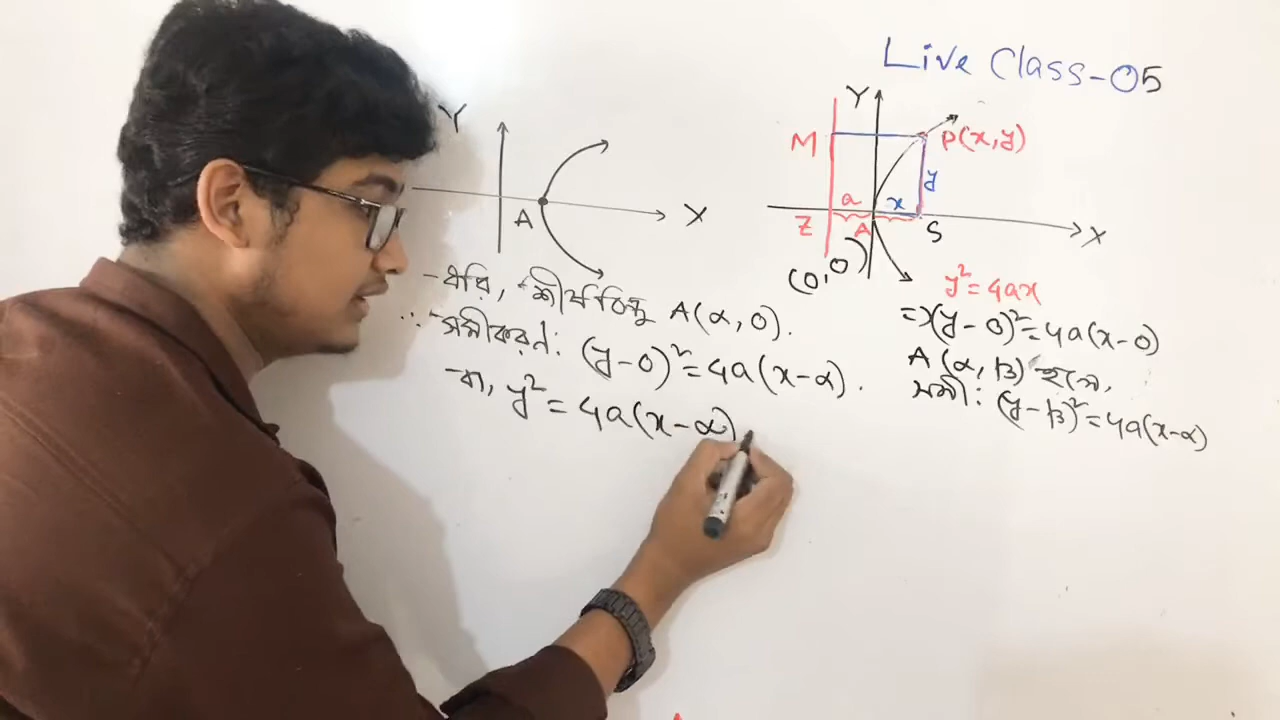 Live Class-05
Y
A
X
ধরি, শীর্ষবিন্দু A(α, 0).
∴ সমীকরণ: (y-0)²=4a(x-α).
বা, y² = 4a(x-α)
Y
M
P(x,y)
y
a
x
Z
A
S
X
(0,0)
y²=4ax
=>(y-0)²=4a(x-0)
A(α,β) হলে,
সমী: (y-β)²=4a(x-α)